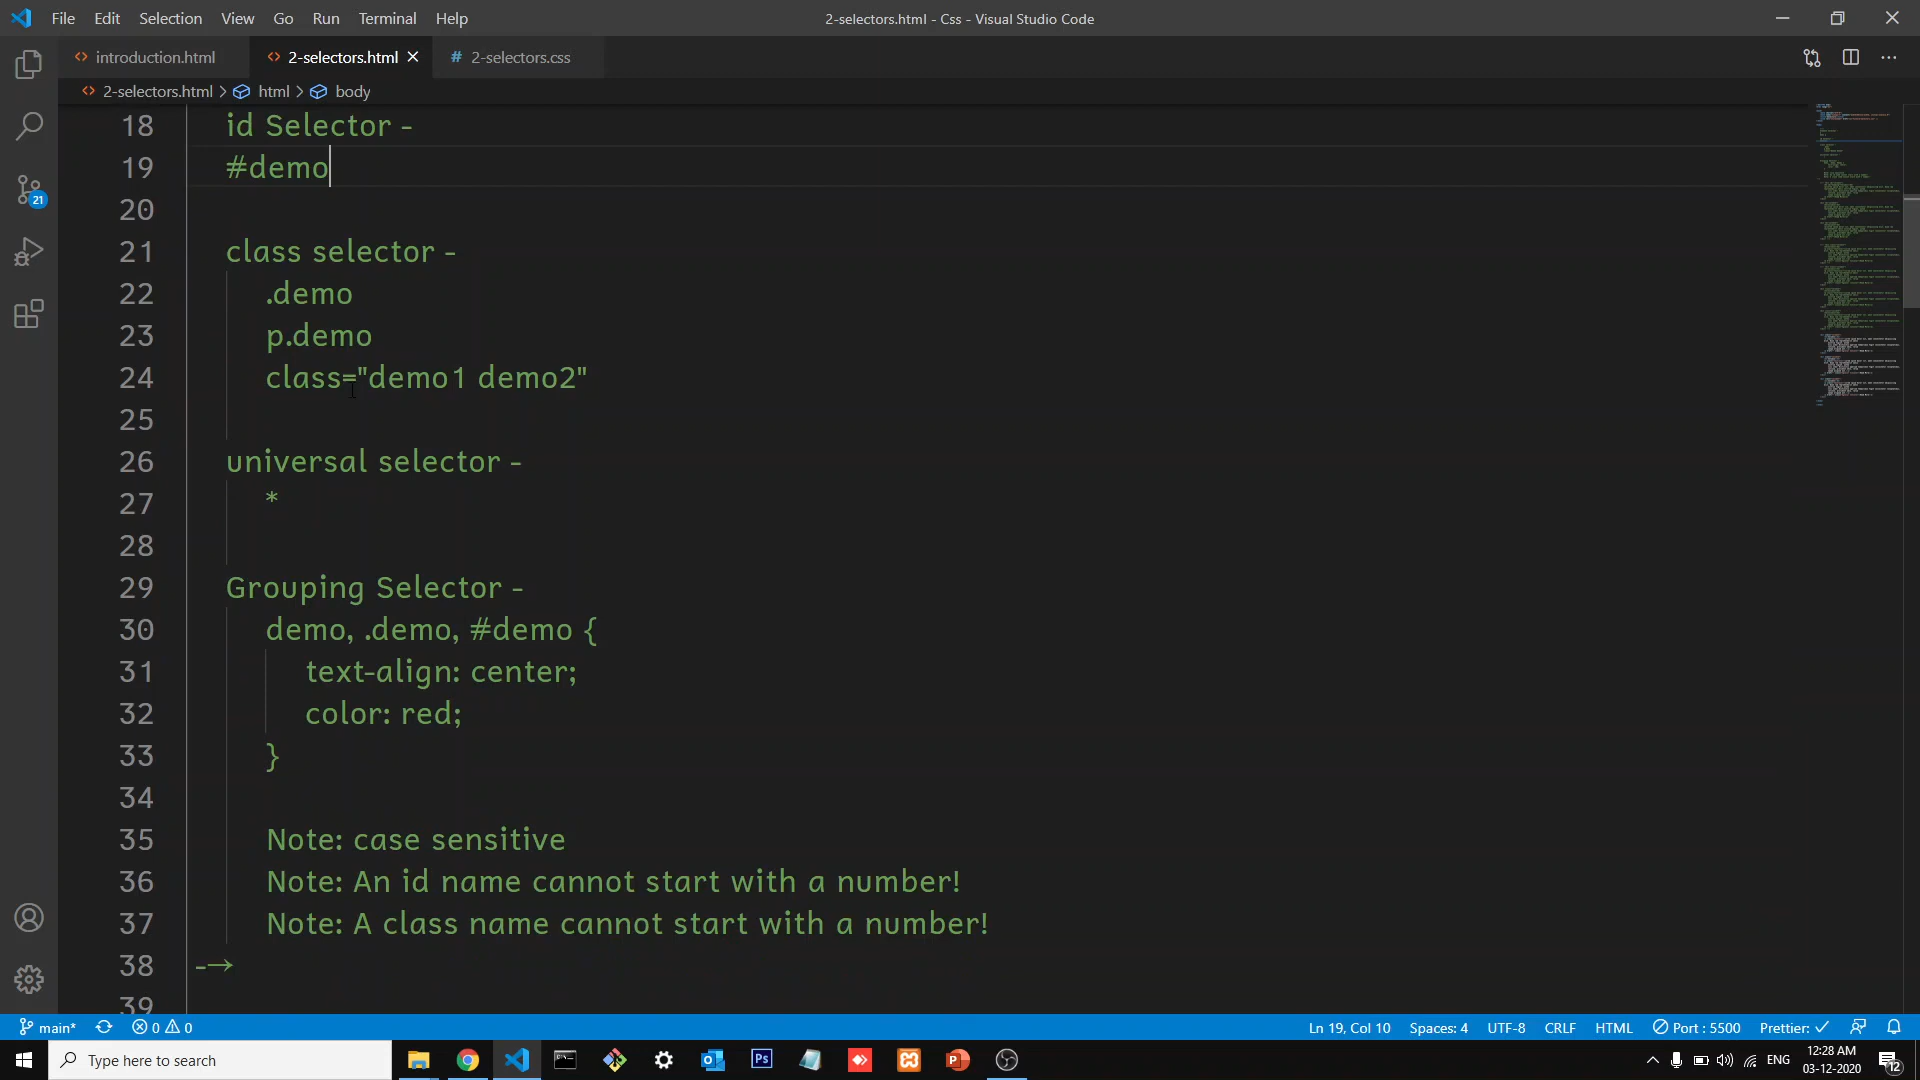 File Edit Selection View Go Run Terminal Help
2-selectors.html - Css - Visual Studio Code
introduction.html
2-selectors.html
# 2-selectors.css
2-selectors.html > html > body
18 id Selector -
19 #demo
20
21 class selector -
22 .demo
23 p.demo
24 class="demo1 demo2"
25
26 universal selector -
27 *
28
29 Grouping Selector -
30 demo, .demo, #demo {
31 text-align: center;
32 color: red;
33 }
34
35 Note: case sensitive
36 Note: An id name cannot start with a number!
37 Note: A class name cannot start with a number!
38 -→
39
21
main* 0 0
Ln 19, Col 10 Spaces: 4 UTF-8 CRLF HTML Port : 5500 Prettier: ✓
Type here to search
Ps
ENG
12:28 AM
03-12-2020
12